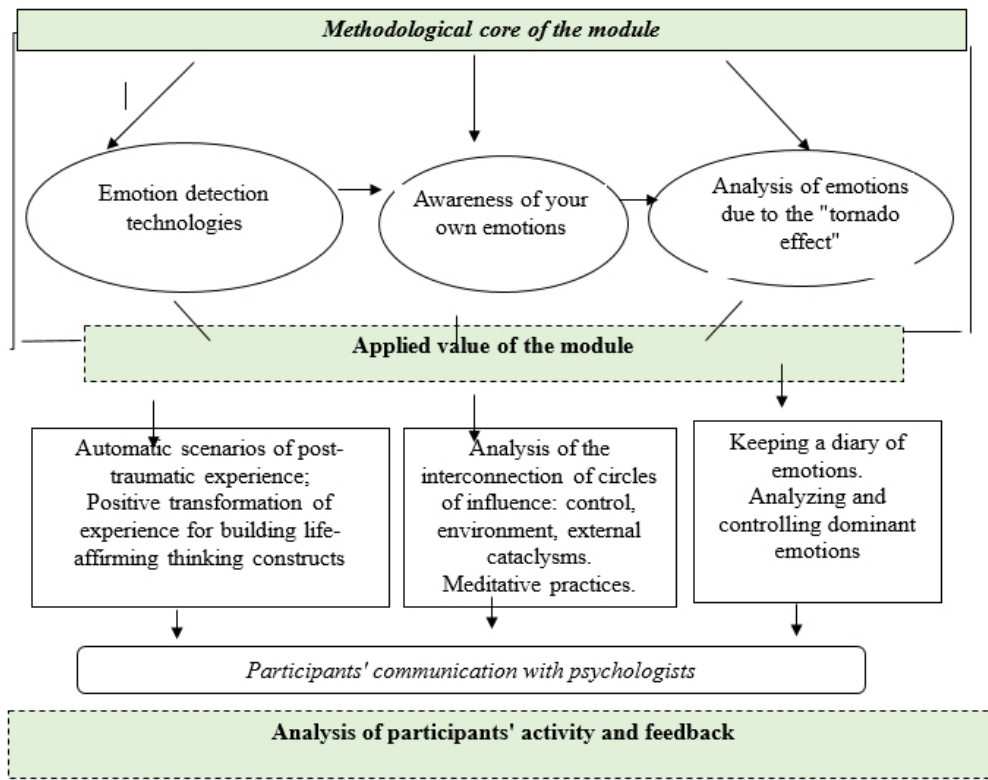 Methodological core of the module
Emotion detection
technologies
Awareness of your
own emotions
Analysis of emotions
due to the "tornado
effect"
Applied value of the module
Automatic scenarios of post-
traumatic experience;
Positive transformation of
experience for building life-
affirming thinking constructs
Analysis of the
interconnection of circles
of influence: control,
environment, external
cataclysms.
Meditative practices.
Keeping a diary of
emotions.
Analyzing and
controlling dominant
emotions
Participants' communication with psychologists
Analysis of participants' activity and feedback